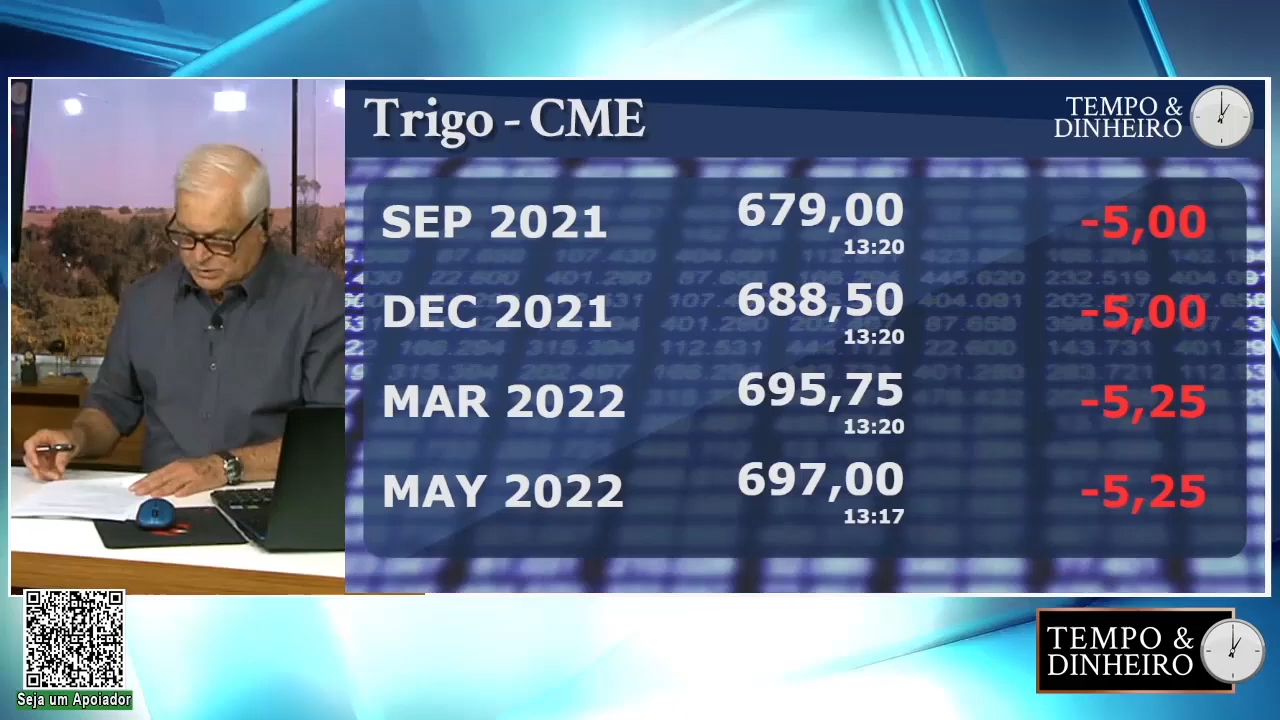 Trigo - CME
TEMPO &
DINHEIRO
SEP 2021 679,00 -5,00
13:20
DEC 2021 688,50 -5,00
13:20
MAR 2022 695,75 -5,25
13:20
MAY 2022 697,00 -5,25
13:17
Seja um Apoiador
TEMPO &
DINHEIRO